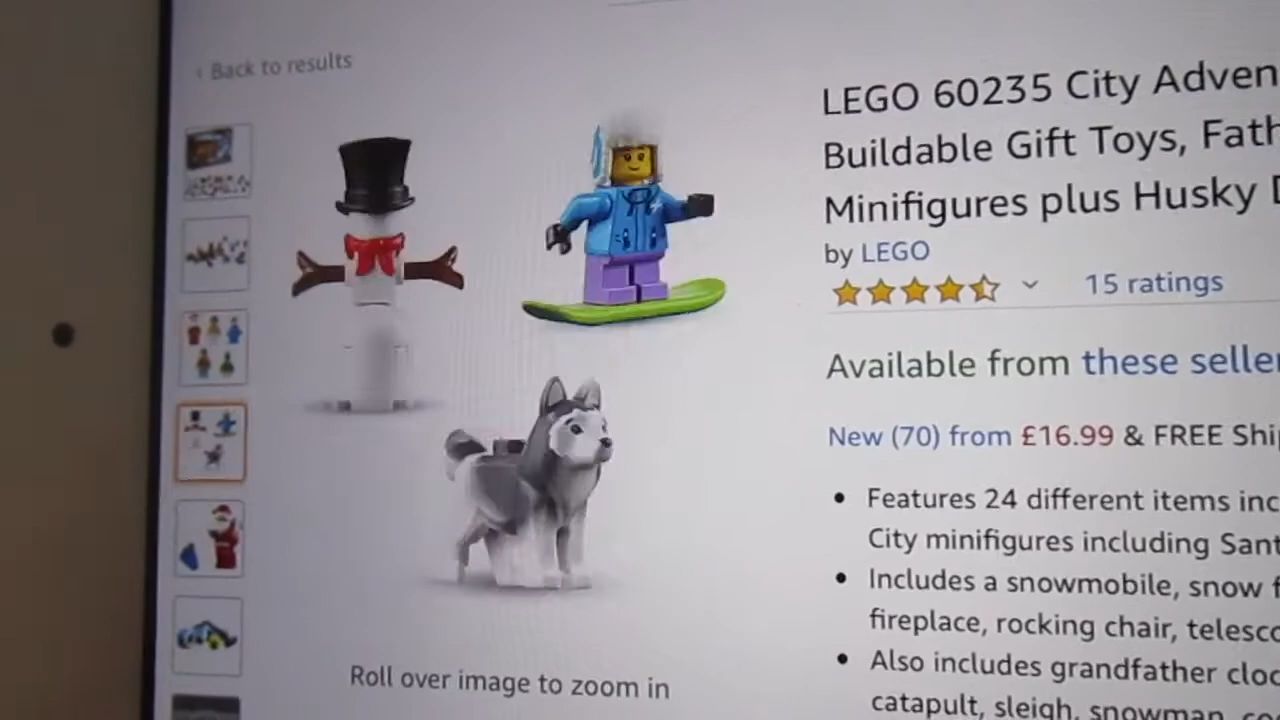 ‹ Back to results
LEGO 60235 City Adven
Buildable Gift Toys, Fath
Minifigures plus Husky D
by LEGO
15 ratings
Available from these seller
New (70) from £16.99 & FREE Ship
Features 24 different items inc
City minifigures including Sant
Includes a snowmobile, snow f
fireplace, rocking chair, telesco
Also includes grandfather cloc
catapult, sleigh, snowman, co
Roll over image to zoom in